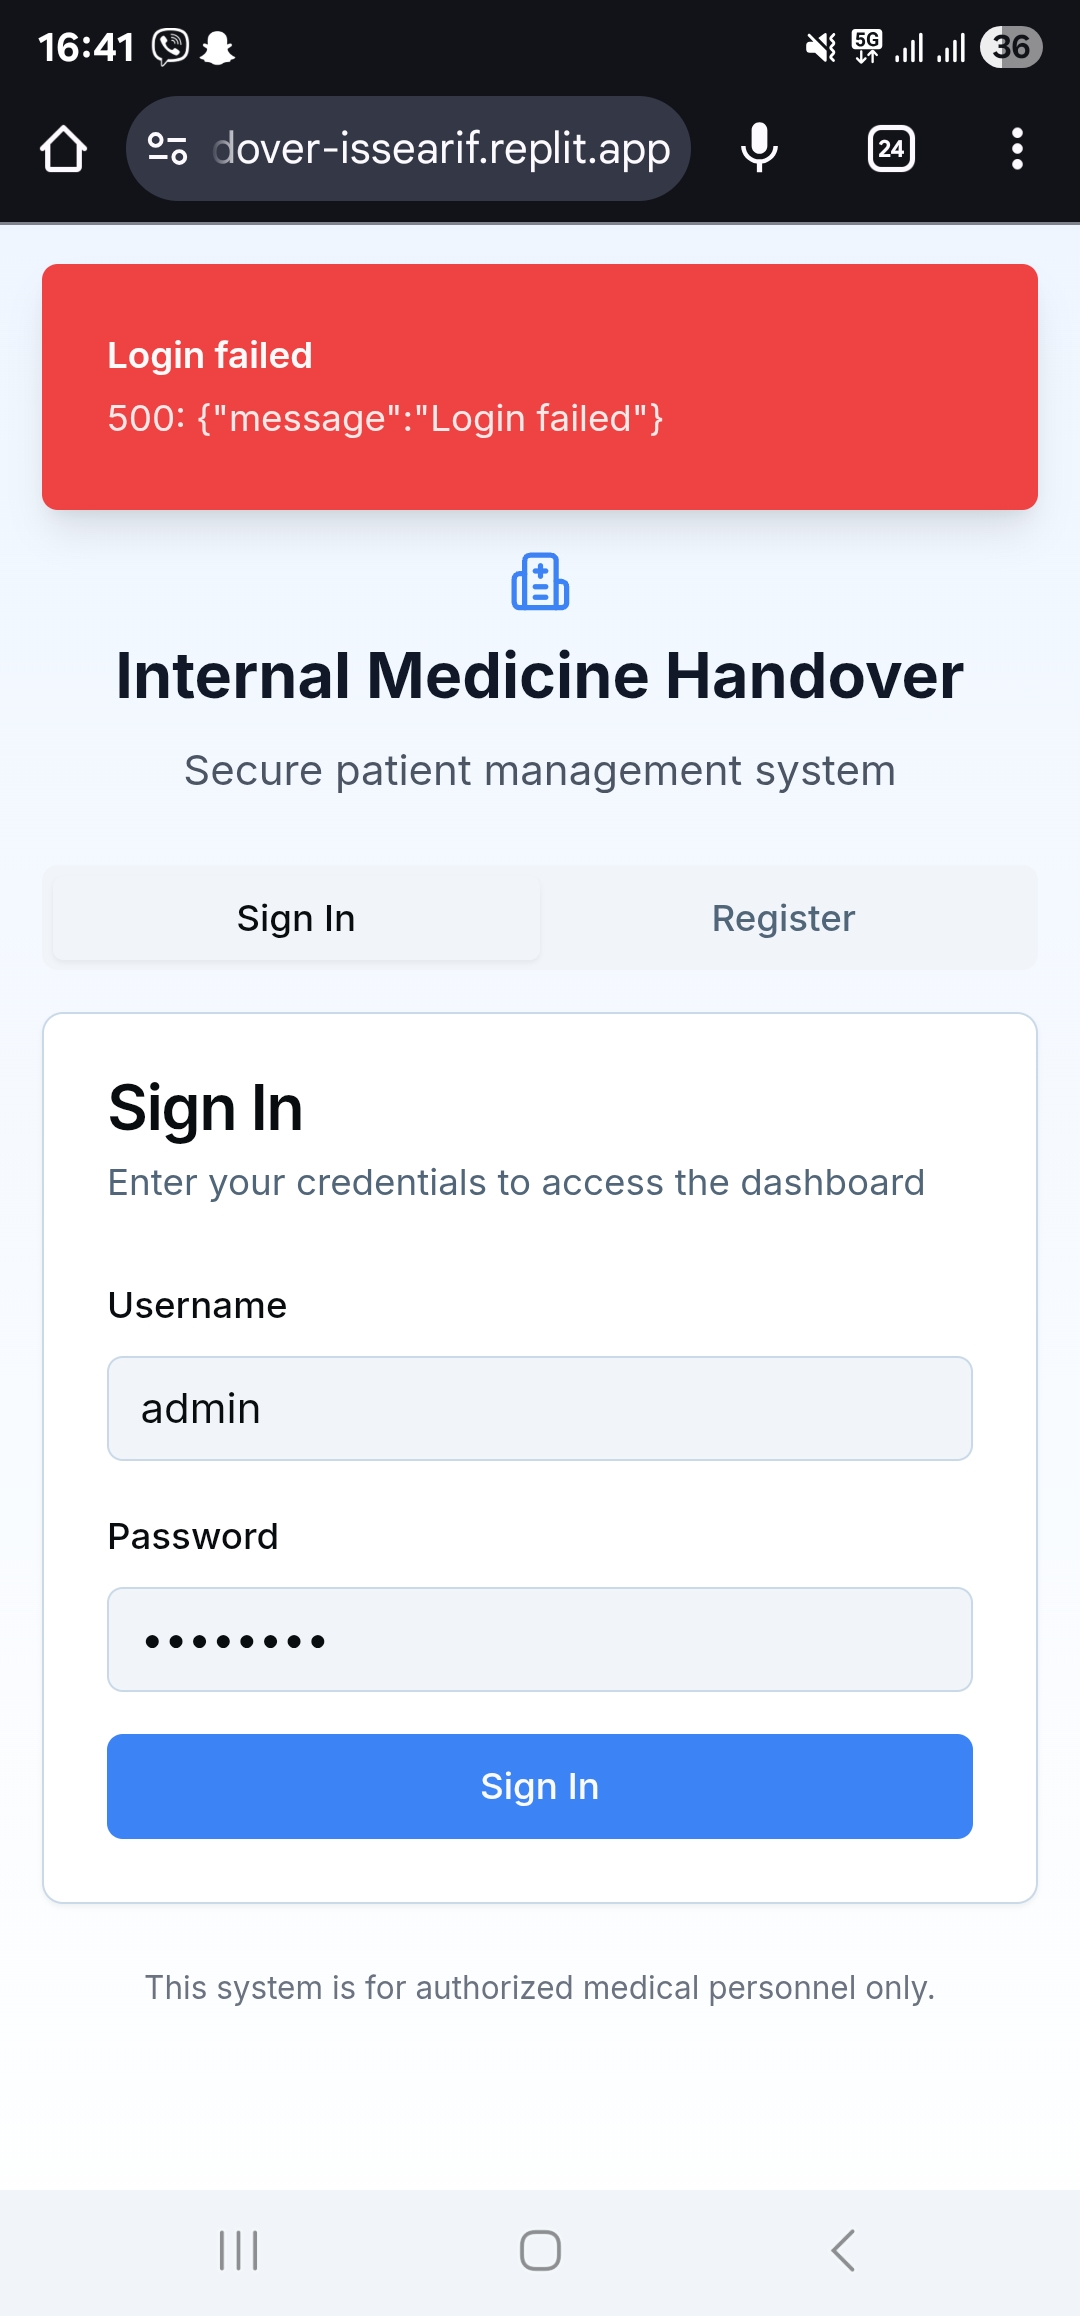 16:41
5G
36
dover-issearif.replit.app
24
Login failed
500: {"message":"Login failed"}
Internal Medicine Handover
Secure patient management system
Sign In
Register
Sign In
Enter your credentials to access the dashboard
Username
admin
Password
••••••••
Sign In
This system is for authorized medical personnel only.